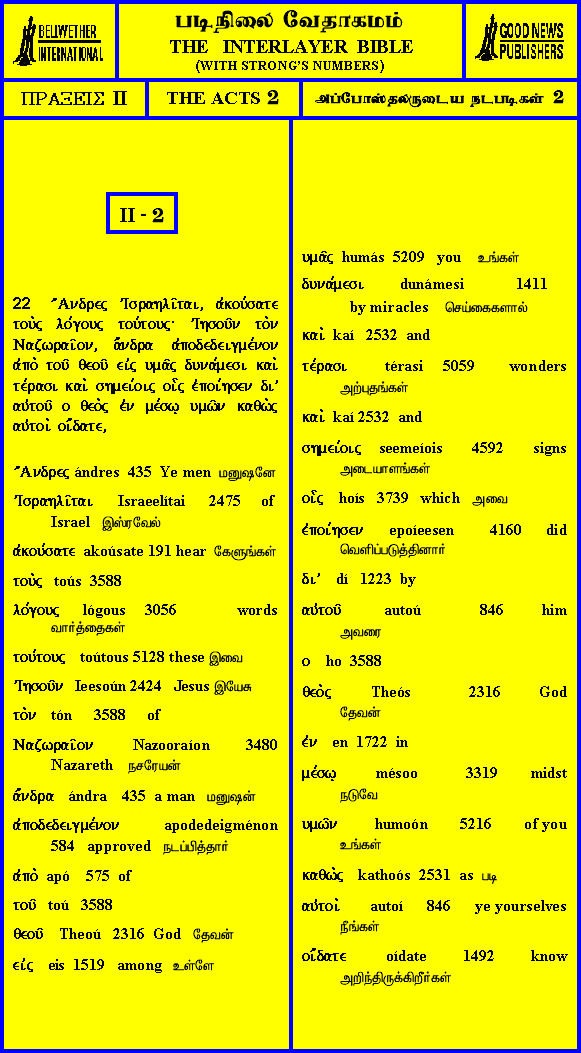 BELLWETHER
INTERNATIONAL
படிநிலை வேதாகமம்
THE INTERLAYER BIBLE
(WITH STRONG'S NUMBERS)
GOOD NEWS
PUBLISHERS
ΠΡΑΞΕΙΣ II
THE ACTS 2
அப்போஸ்தலருடைய நடபடிகள் 2
II - 2
22 Ἄνδρες Ἰσραηλῖται, ἀκούσατε
τοὺς λόγους τούτους· Ἰησοῦν τὸν
Ναζωραῖον, ἄνδρα ἀποδεδειγμένον
ἀπὸ τοῦ θεοῦ εἰς υμᾶς δυνάμεσι καὶ
τέρασι καὶ σημείοις οἷς ἐποίησεν δι'
αὐτοῦ ο θεὸς ἐν μέσῳ υμῶν καθὼς
αὐτοὶ οἴδατε,
Ἄνδρες ándres 435 Ye men மனுஷனே
Ἰσραηλῖται Israeelítai 2475 of
Israel இஸ்ரவேல்
ἀκούσατε akoúsate 191 hear கேளுங்கள்
τοὺς toús 3588
λόγους lógous 3056 words
வார்த்தைகள்
τούτους toútous 5128 these இவை
Ἰησοῦν Ieesoún 2424 Jesus இயேசு
τὸν tón 3588 of
Ναζωραῖον Nazooraíon 3480
Nazareth நசரேயன்
ἄνδρα ándra 435 a man மனுஷன்
ἀποδεδειγμένον apodedeigménon
584 approved நடப்பித்தார்
ἀπὸ apó 575 of
τοῦ toú 3588
θεοῦ Theoú 2316 God தேவன்
εἰς eis 1519 among உள்ளே
υμᾶς humás 5209 you உங்கள்
δυνάμεσι dunámesi 1411
by miracles செய்கைகளால்
καὶ kaí 2532 and
τέρασι térasi 5059 wonders
அற்புதங்கள்
καὶ kaí 2532 and
σημείοις seemeíois 4592 signs
அடையாளங்கள்
οἷς hoís 3739 which அவை
ἐποίησεν epoíeesen 4160 did
வெளிப்படுத்தினார்
δι' dí 1223 by
αὐτοῦ autoú 846 him
அவரை
ο ho 3588
θεὸς Theós 2316 God
தேவன்
ἐν en 1722 in
μέσῳ mésoo 3319 midst
நடுவே
υμῶν humoón 5216 of you
உங்கள்
καθὼς kathoós 2531 as படி
αὐτοὶ autoí 846 ye yourselves
நீங்கள்
οἴδατε oídate 1492 know
அறிந்திருக்கிறீர்கள்